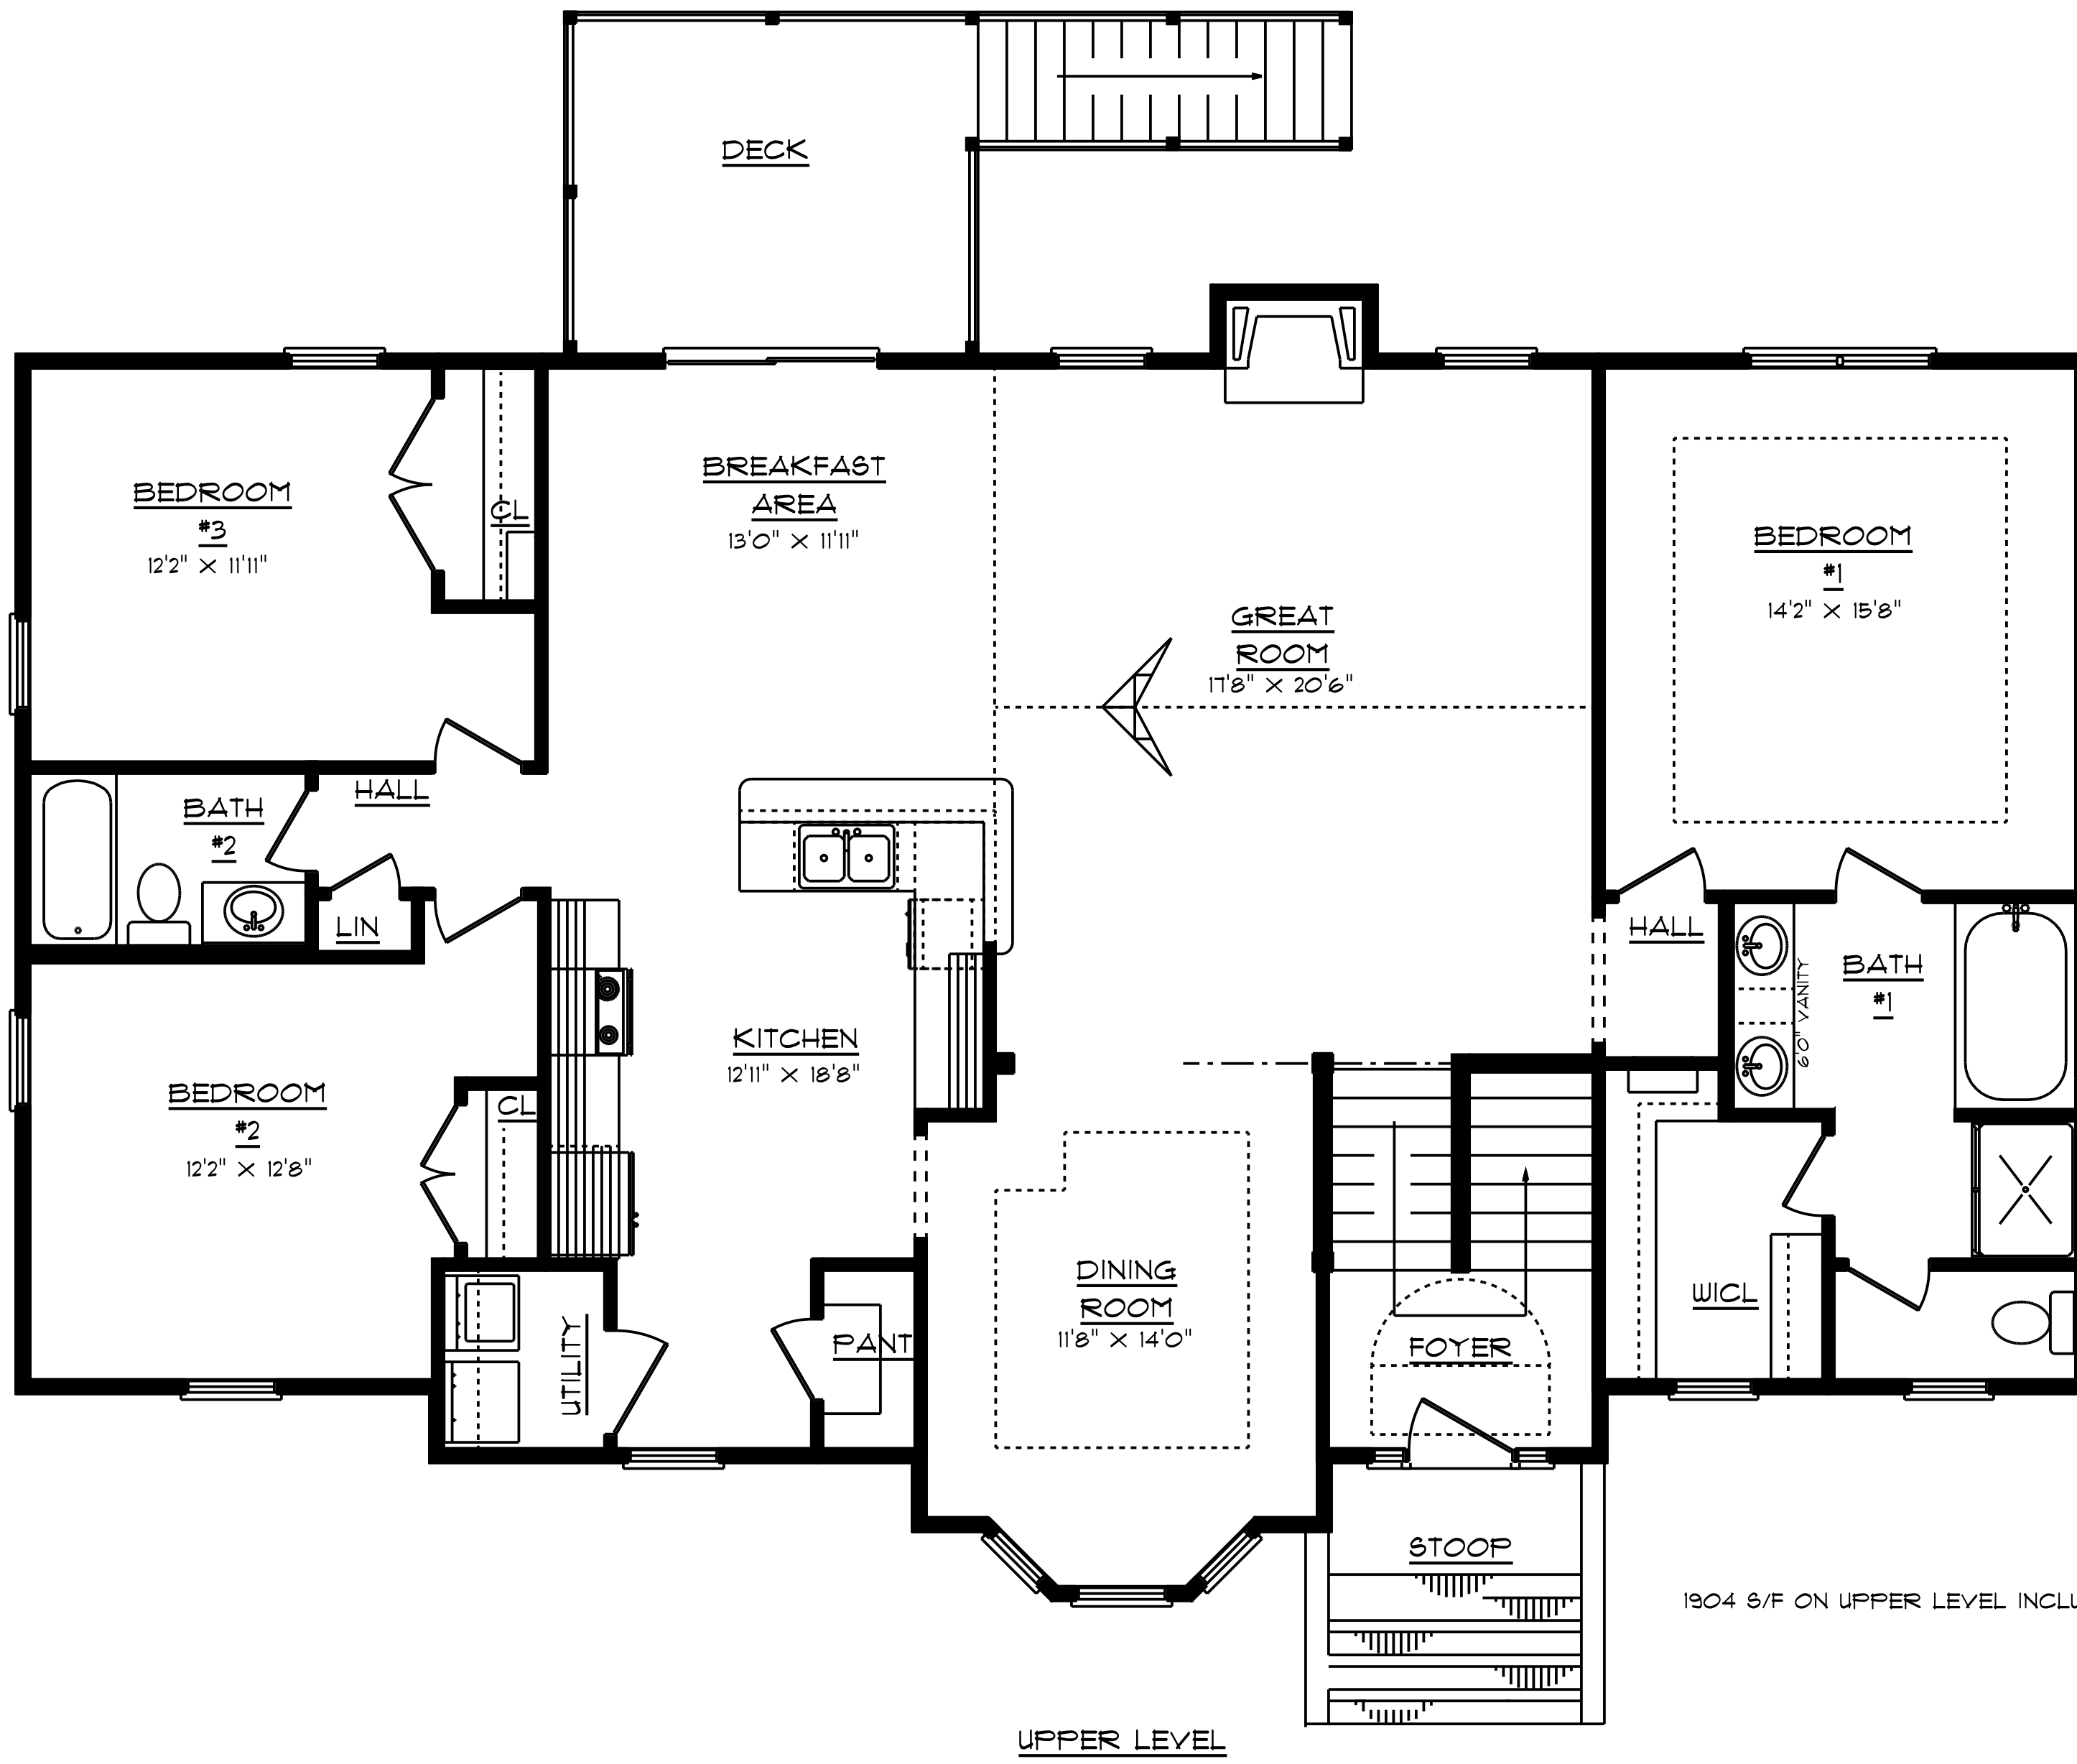 DECK
BREAKFAST
AREA
13'0" X 11'11"
BEDROOM
#3
12'2" X 11'11"
CL
BEDROOM
#1
14'2" X 15'8"
GREAT
ROOM
17'8" X 20'6"
HALL
BATH
#2
LIN
HALL
BATH
#1
6'0" VANITY
KITCHEN
12'11" X 18'8"
BEDROOM
#2
12'2" X 12'8"
CL
DINING
ROOM
11'8" X 14'0"
WICL
UTILITY
PANT
FOYER
STOOP
1904 S/F ON UPPER LEVEL INCLU
UPPER LEVEL